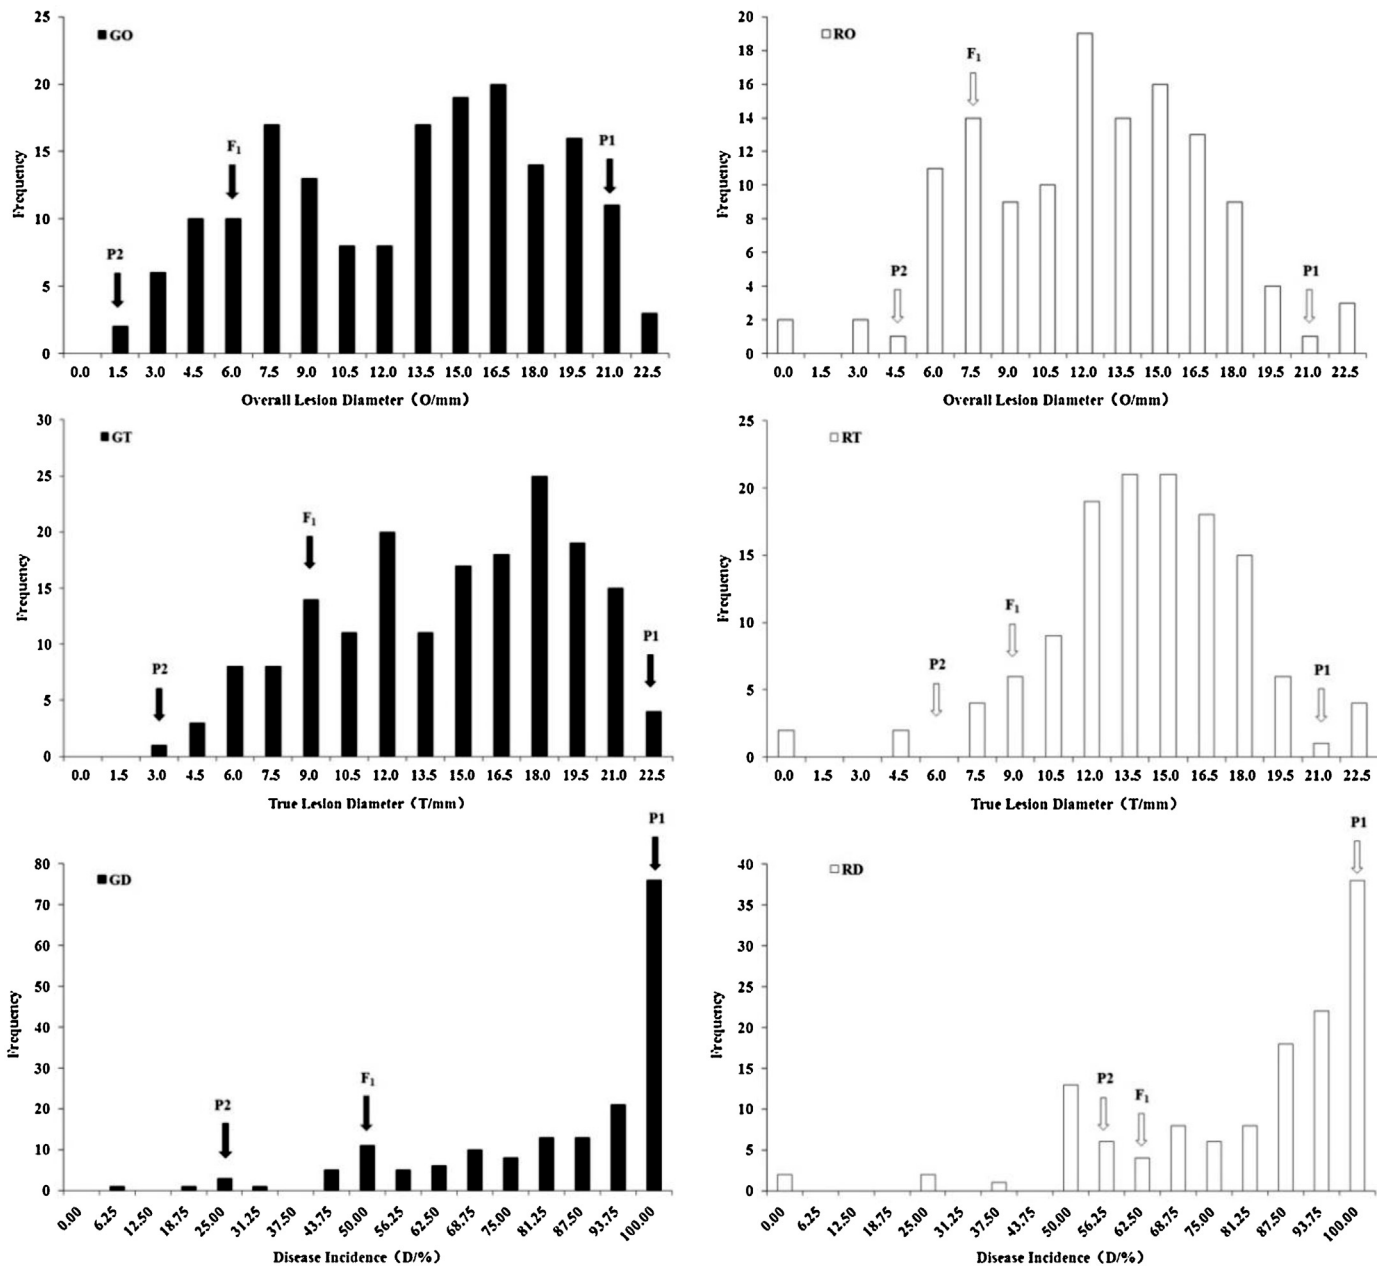 GO
Frequency
25
20
15
10
5
0
P2
F1
P1
0.0 1.5 3.0 4.5 6.0 7.5 9.0 10.5 12.0 13.5 15.0 16.5 18.0 19.5 21.0 22.5
Overall Lesion Diameter（O/mm）
RO
Frequency
20
18
16
14
12
10
8
6
4
2
0
P2
F1
P1
0.0 1.5 3.0 4.5 6.0 7.5 9.0 10.5 12.0 13.5 15.0 16.5 18.0 19.5 21.0 22.5
Overall Lesion Diameter（O/mm）
GT
Frequency
30
25
20
15
10
5
0
P2
F1
P1
0.0 1.5 3.0 4.5 6.0 7.5 9.0 10.5 12.0 13.5 15.0 16.5 18.0 19.5 21.0 22.5
True Lesion Diameter（T/mm）
RT
Frequency
25
20
15
10
5
0
P2
F1
P1
0.0 1.5 3.0 4.5 6.0 7.5 9.0 10.5 12.0 13.5 15.0 16.5 18.0 19.5 21.0 22.5
True Lesion Diameter（T/mm）
GD
Frequency
80
70
60
50
40
30
20
10
0
P2
F1
P1
0.00 6.25 12.50 18.75 25.00 31.25 37.50 43.75 50.00 56.25 62.50 68.75 75.00 81.25 87.50 93.75 100.00
Disease Incidence（D/%）
RD
Frequency
40
35
30
25
20
15
10
5
0
P2
F1
P1
0.00 6.25 12.50 18.75 25.00 31.25 37.50 43.75 50.00 56.25 62.50 68.75 75.00 81.25 87.50 93.75 100.00
Disease Incidence（D/%）